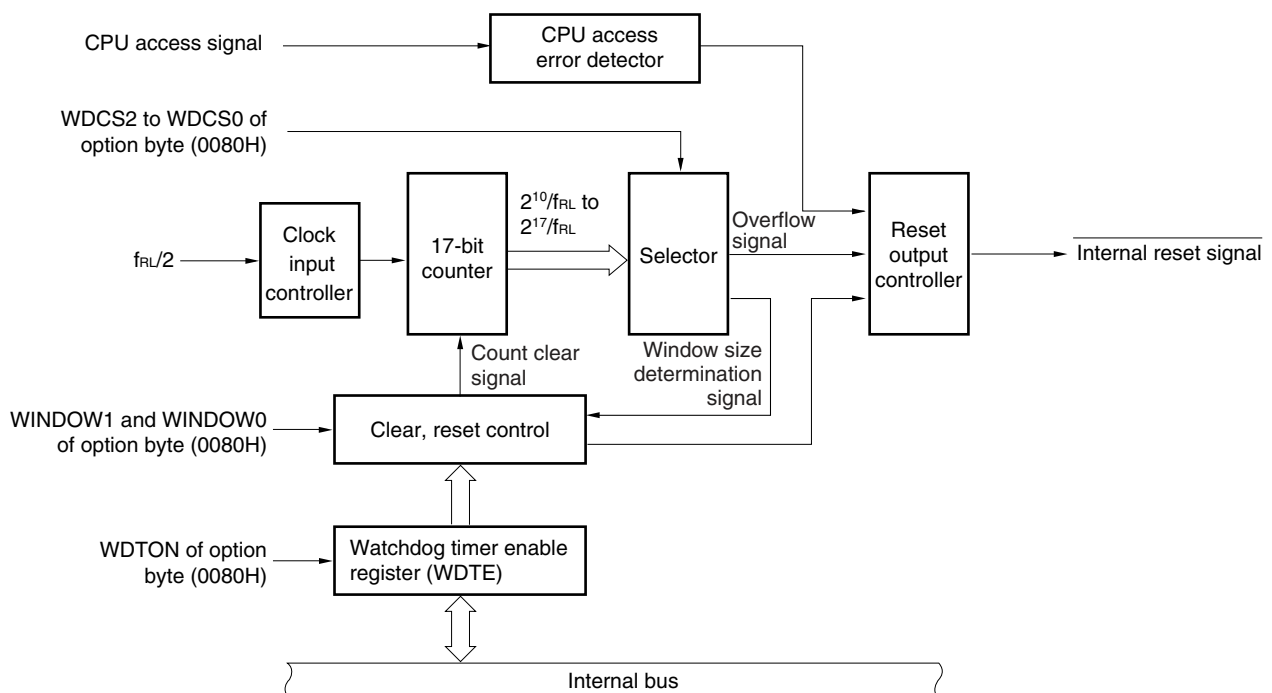 CPU access signal
CPU access
error detector
WDCS2 to WDCS0 of
option byte (0080H)
fRL/2
Clock
input
controller
17-bit
counter
2¹⁰/fRL to
2¹⁷/fRL
Selector
Overflow
signal
Reset
output
controller
Internal reset signal
Count clear
signal
Window size
determination
signal
WINDOW1 and WINDOW0
of option byte (0080H)
Clear, reset control
WDTON of option
byte (0080H)
Watchdog timer enable
register (WDTE)
Internal bus